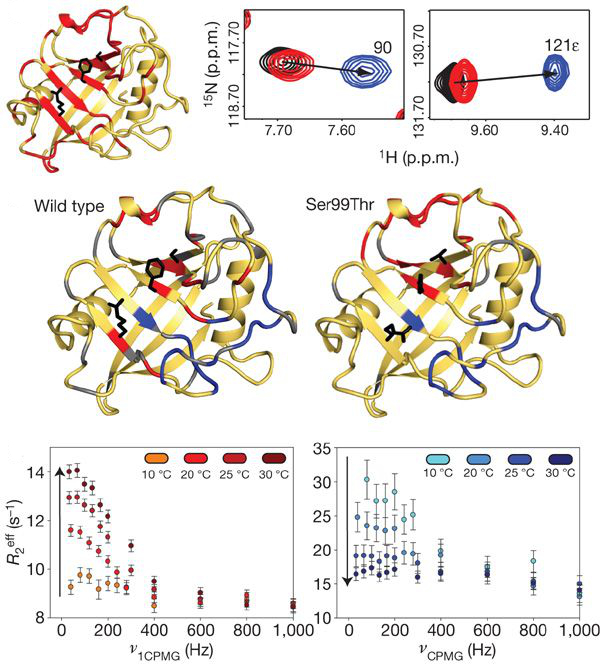 90
121ε
¹⁵N (p.p.m.)
117.70
118.70
130.70
131.70
7.70 7.60
9.60 9.40
¹H (p.p.m.)
Wild type
Ser99Thr
10 °C 20 °C 25 °C 30 °C
14
12
10
8
R₂ᵉᶠᶠ (s⁻¹)
0 200 400 600 800 1,000
ν₁CPMG (Hz)
10 °C 20 °C 25 °C 30 °C
35
30
25
20
15
10
0 200 400 600 800 1,000
νCPMG (Hz)